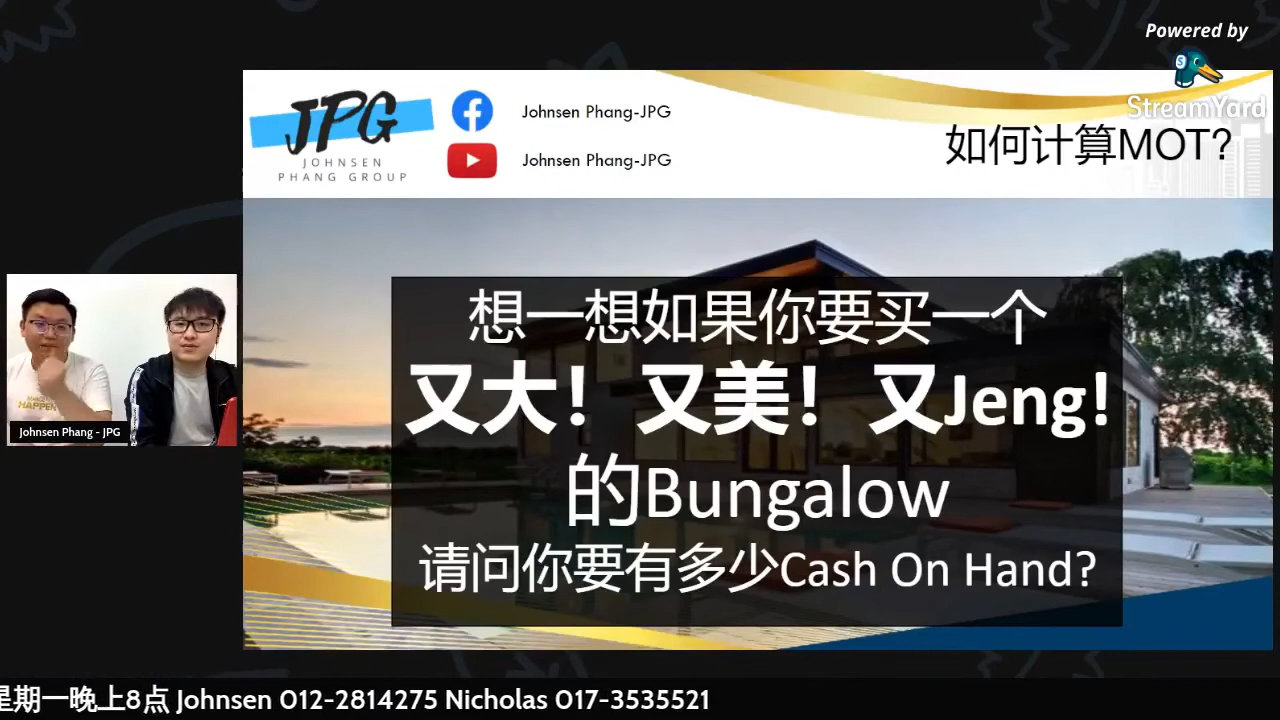 Powered by
StreamYard
JPG
JOHNSEN
PHANG GROUP
Johnsen Phang-JPG
Johnsen Phang-JPG
如何计算MOT?
想一想如果你要买一个
又大！又美！又Jeng!
的Bungalow
请问你要有多少Cash On Hand?
Johnsen Phang - JPG
星期一晚上8点 Johnsen 012-2814275 Nicholas 017-3535521